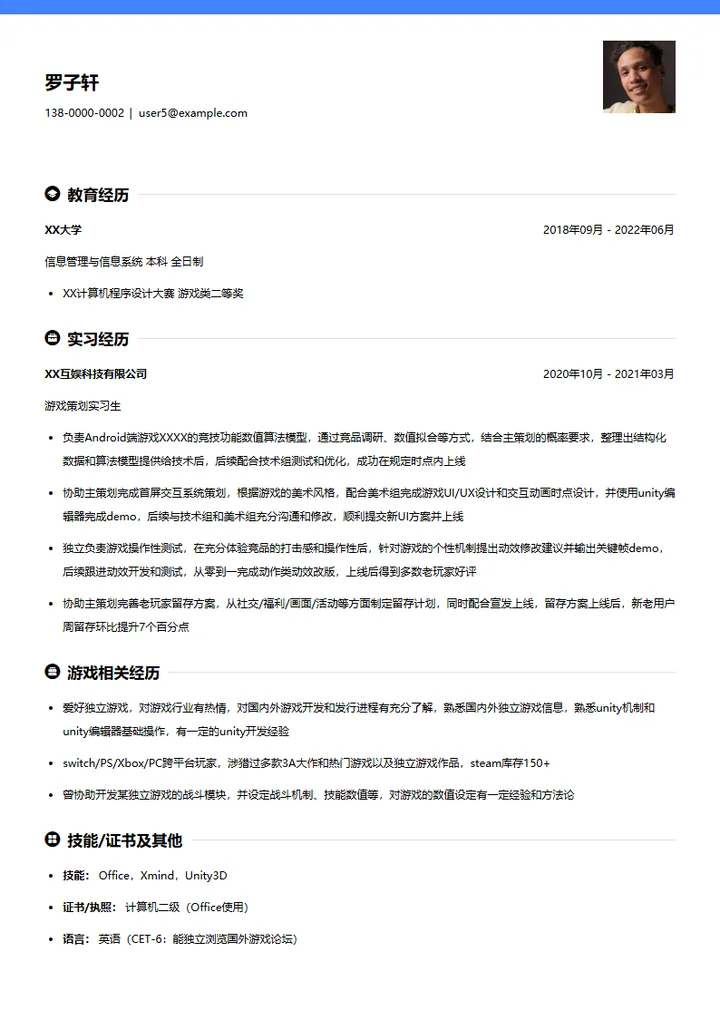 罗子轩
138-0000-0002 | user5@example.com
教育经历
XX大学 2018年09月 - 2022年06月
信息管理与信息系统 本科 全日制
• XX计算机程序设计大赛 游戏类二等奖
实习经历
XX互娱科技有限公司 2020年10月 - 2021年03月
游戏策划实习生
• 负责Android端游戏XXXX的竞技功能数值算法模型，通过竞品调研、数值拟合等方式，结合主策划的概率要求，整理出结构化
数据和算法模型提供给技术后，后续配合技术组测试和优化，成功在规定时点内上线
• 协助主策划完成首屏交互系统策划，根据游戏的美术风格，配合美术组完成游戏UI/UX设计和交互动画时点设计，并使用unity编
辑器完成demo，后续与技术组和美术组充分沟通和修改，顺利提交新UI方案并上线
• 独立负责游戏操作性测试，在充分体验竞品的打击感和操作性后，针对游戏的个性机制提出动效修改建议并输出关键帧demo，
后续跟进动效开发和测试，从零到一完成动作类动效改版，上线后得到多数老玩家好评
• 协助主策划完善老玩家留存方案，从社交/福利/画面/活动等方面制定留存计划，同时配合宣发上线，留存方案上线后，新老用户
周留存环比提升7个百分点
游戏相关经历
• 爱好独立游戏，对游戏行业有热情，对国内外游戏开发和发行进程有充分了解，熟悉国内外独立游戏信息，熟悉unity机制和
unity编辑器基础操作，有一定的unity开发经验
• switch/PS/Xbox/PC跨平台玩家，涉猎过多款3A大作和热门游戏以及独立游戏作品，steam库存150+
• 曾协助开发某独立游戏的战斗模块，并设定战斗机制、技能数值等，对游戏的数值设定有一定经验和方法论
技能/证书及其他
• 技能： Office，Xmind，Unity3D
• 证书/执照： 计算机二级（Office使用）
• 语言： 英语（CET-6：能独立浏览国外游戏论坛）